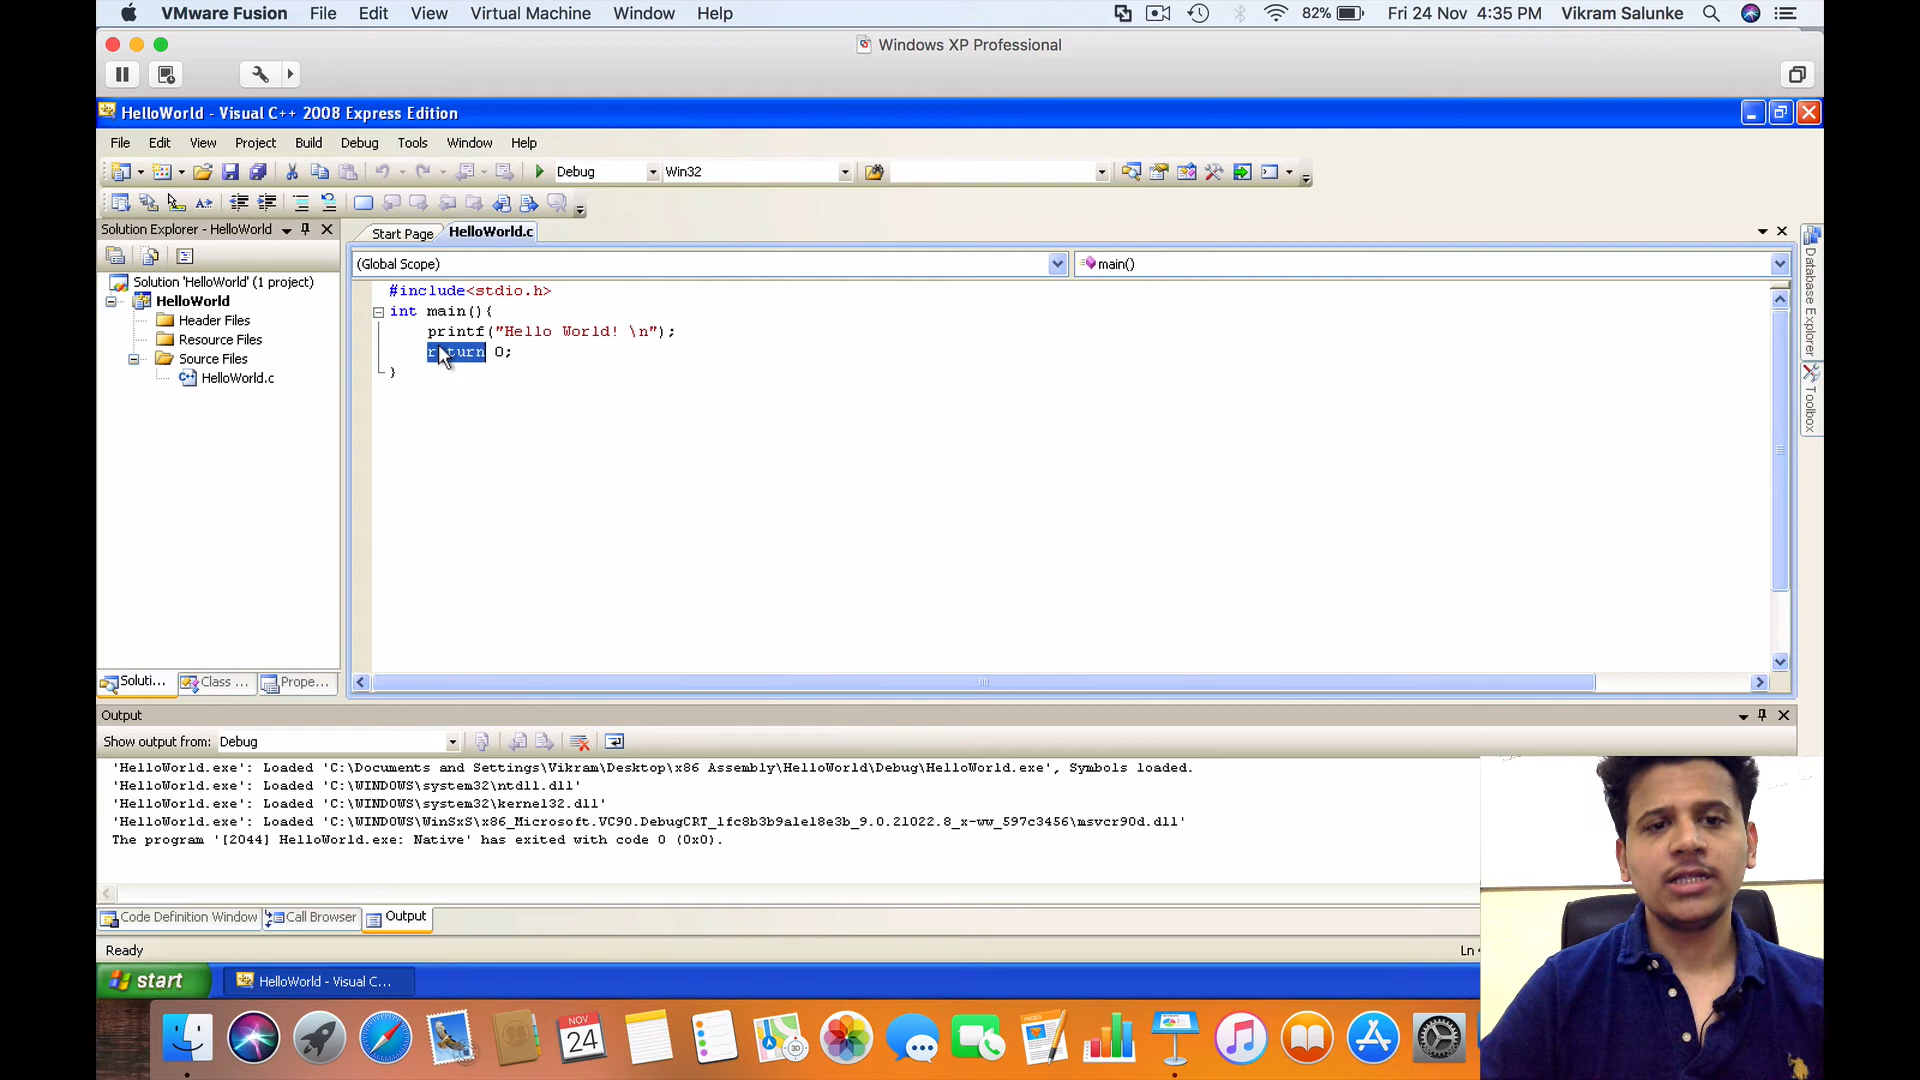 VMware Fusion File Edit View Virtual Machine Window Help 82% Fri 24 Nov 4:35 PM Vikram Salunke
Windows XP Professional
HelloWorld - Visual C++ 2008 Express Edition
File Edit View Project Build Debug Tools Window Help
Debug Win32
Solution Explorer - HelloWorld
Start Page HelloWorld.c
(Global Scope) main()
Solution 'HelloWorld' (1 project)
HelloWorld
Header Files
Resource Files
Source Files
HelloWorld.c
#include<stdio.h>
int main(){
printf("Hello World! \n");
return 0;
}
Database Explorer
Toolbox
Soluti... Class ... Prope...
Output
Show output from: Debug
'HelloWorld.exe': Loaded 'C:\Documents and Settings\Vikram\Desktop\x86 Assembly\HelloWorld\Debug\HelloWorld.exe', Symbols loaded.
'HelloWorld.exe': Loaded 'C:\WINDOWS\system32\ntdll.dll'
'HelloWorld.exe': Loaded 'C:\WINDOWS\system32\kernel32.dll'
'HelloWorld.exe': Loaded 'C:\WINDOWS\WinSxS\x86_Microsoft.VC90.DebugCRT_1fc8b3b9a1e18e3b_9.0.21022.8_x-ww_597c3456\msvcr90d.dll'
The program '[2044] HelloWorld.exe: Native' has exited with code 0 (0x0).
Code Definition Window Call Browser Output
Ready Ln
start HelloWorld - Visual C...
NOV
24
3D
PAGES